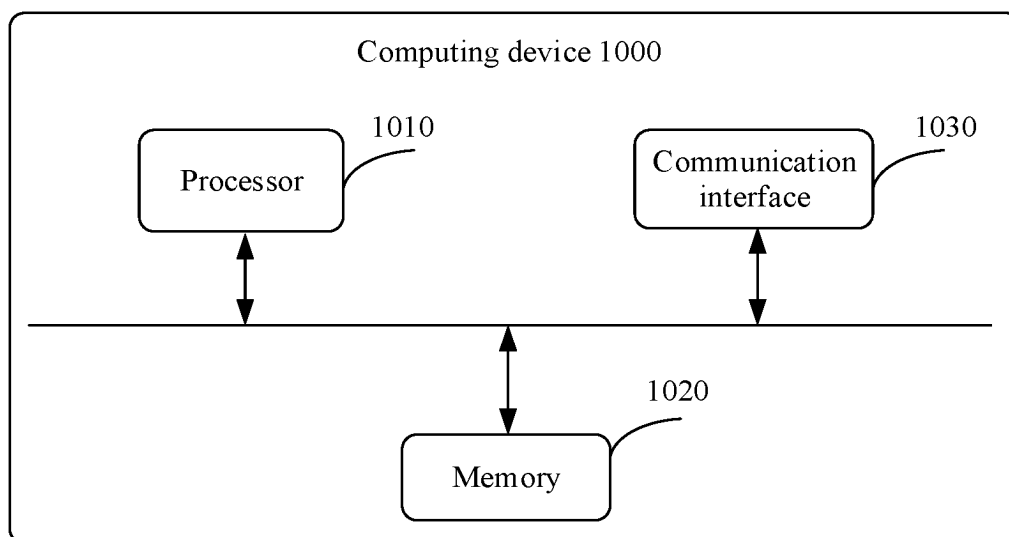 Computing device 1000
1010
Processor
1030
Communication
interface
1020
Memory